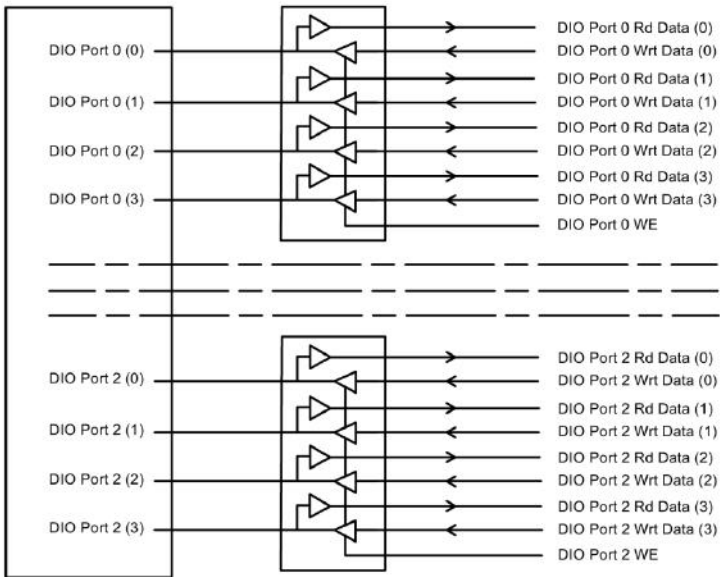 DIO Port 0 Rd Data (0)
DIO Port 0 (0)
DIO Port 0 Wrt Data (0)
DIO Port 0 Rd Data (1)
DIO Port 0 (1)
DIO Port 0 Wrt Data (1)
DIO Port 0 Rd Data (2)
DIO Port 0 (2)
DIO Port 0 Wrt Data (2)
DIO Port 0 Rd Data (3)
DIO Port 0 (3)
DIO Port 0 Wrt Data (3)
DIO Port 0 WE
DIO Port 2 Rd Data (0)
DIO Port 2 (0)
DIO Port 2 Wrt Data (0)
DIO Port 2 Rd Data (1)
DIO Port 2 (1)
DIO Port 2 Wrt Data (1)
DIO Port 2 Rd Data (2)
DIO Port 2 (2)
DIO Port 2 Wrt Data (2)
DIO Port 2 Rd Data (3)
DIO Port 2 (3)
DIO Port 2 Wrt Data (3)
DIO Port 2 WE